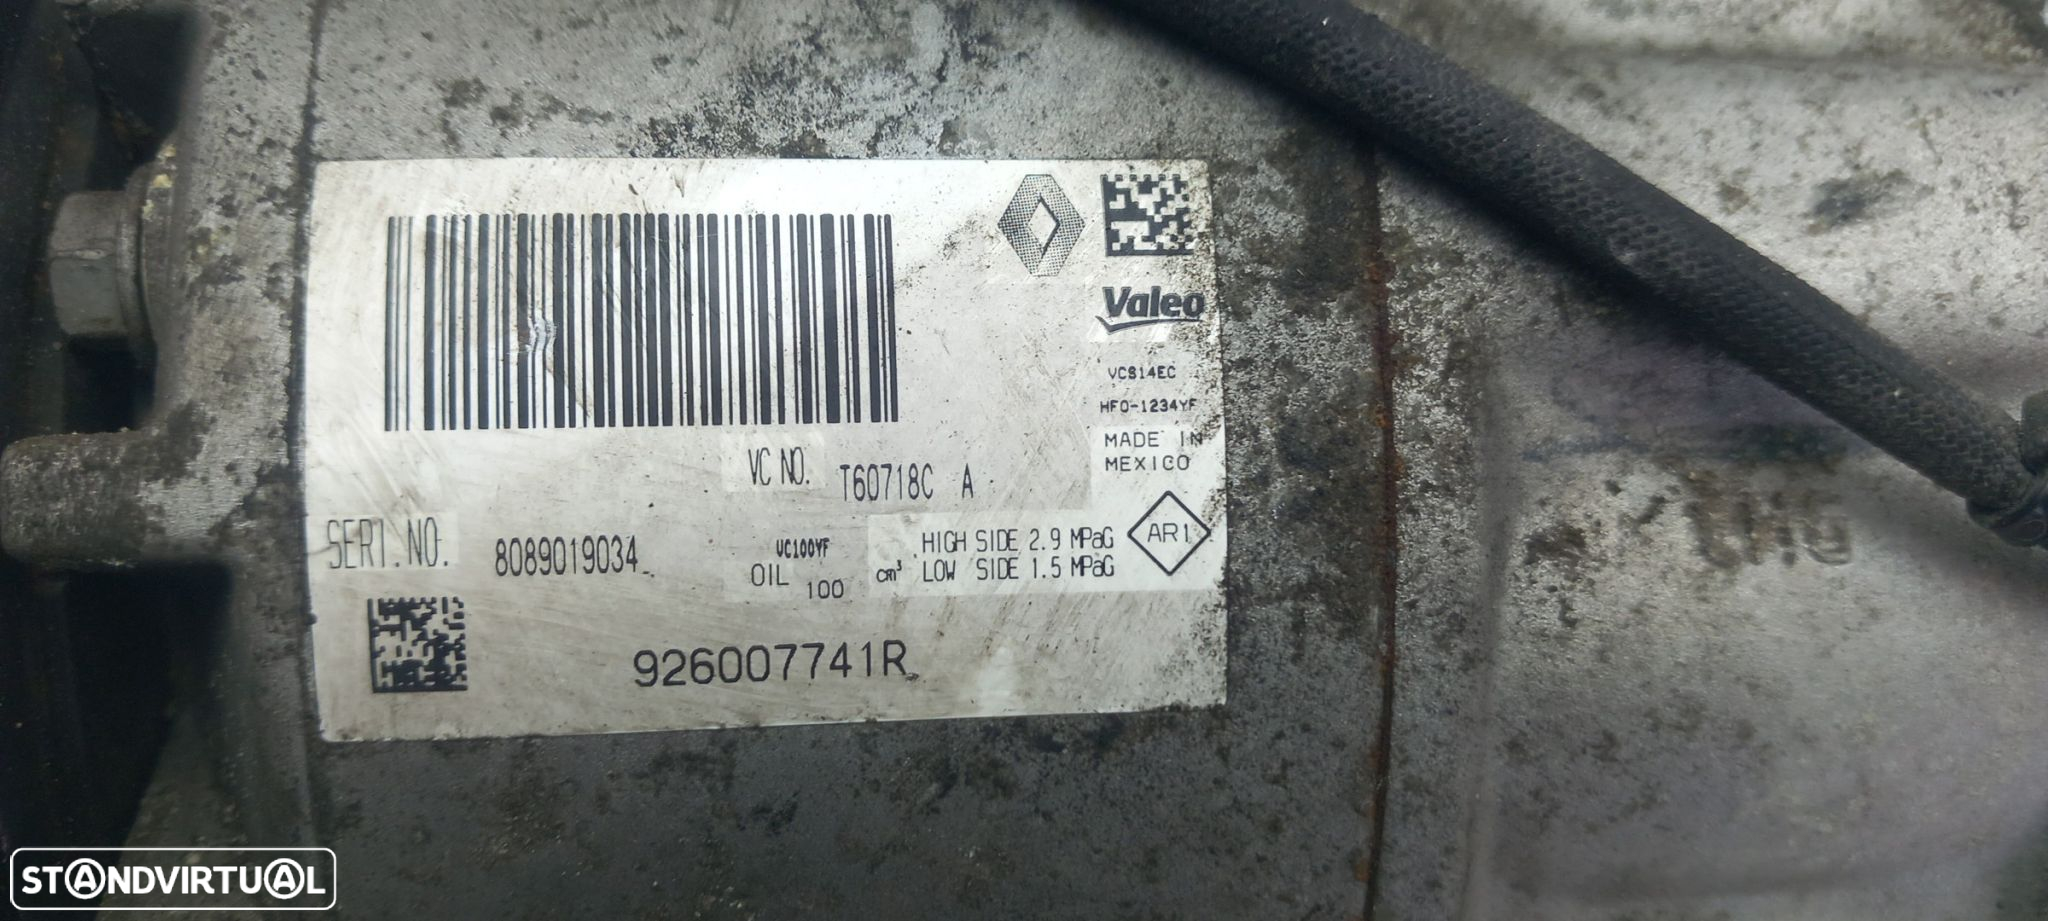 Valeo
VCS14EC
HFO-1234YF
MADE IN
MEXICO
VC NO. T60718C A
SERI.NO. 8089019034
VC100YF
OIL 100 cm³
HIGH SIDE 2.9 MPaG
LOW SIDE 1.5 MPaG
AR1
926007741R
STANDVIRTUAL